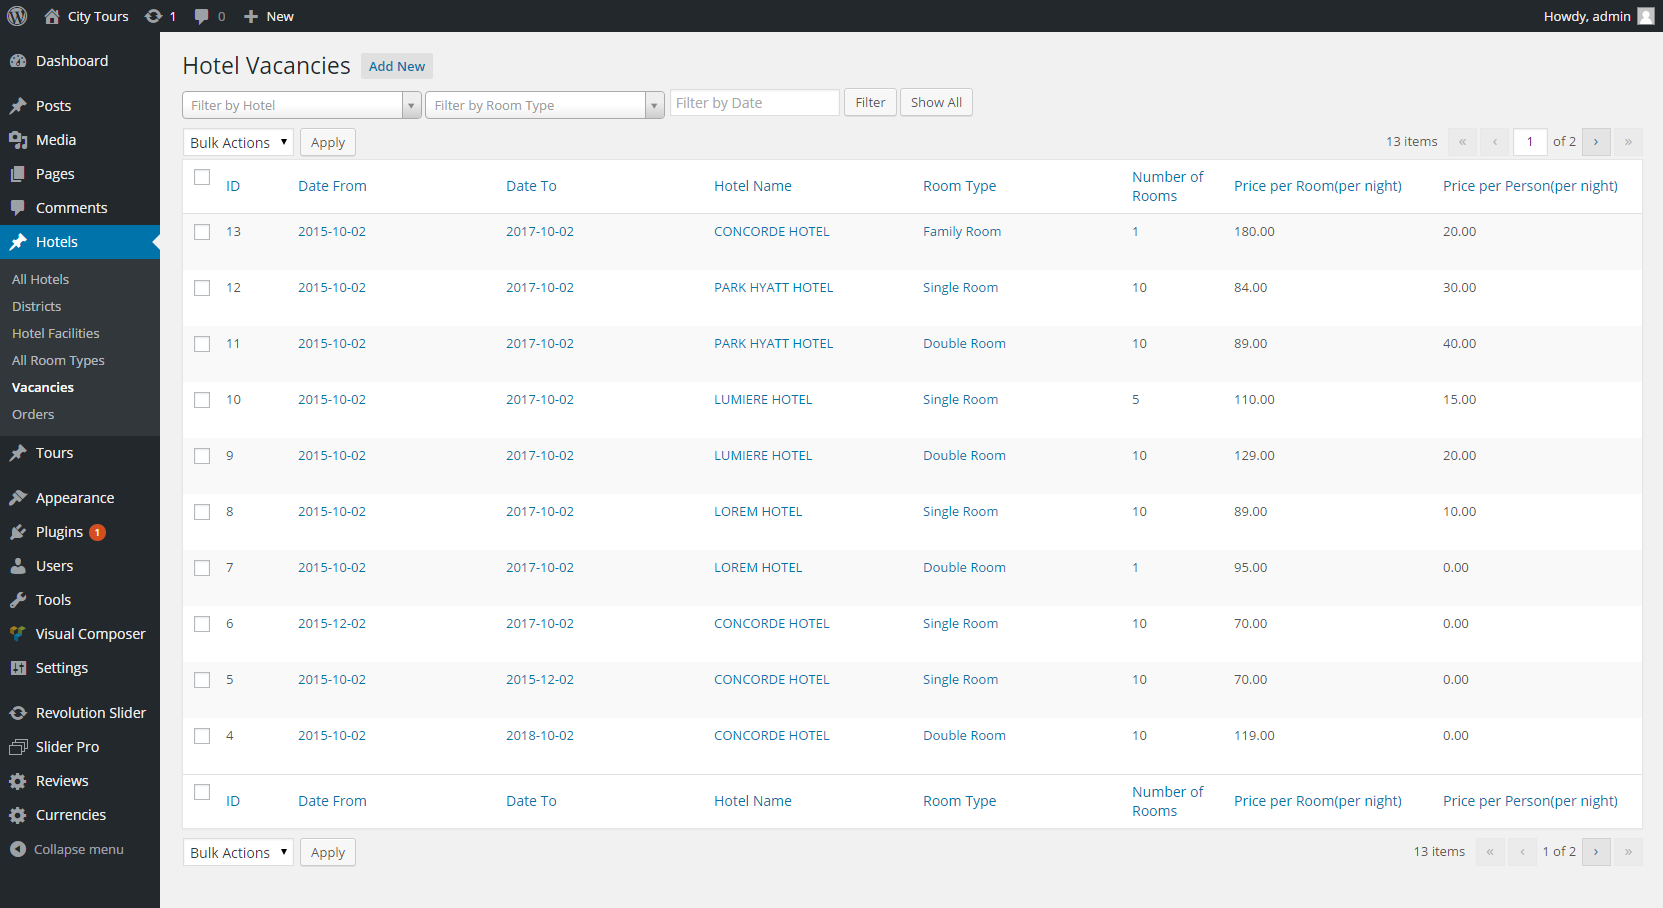 City Tours 1 0 New Howdy, admin
Dashboard
Posts
Media
Pages
Comments
Hotels
All Hotels
Districts
Hotel Facilities
All Room Types
Vacancies
Orders
Tours
Appearance
Plugins 1
Users
Tools
Visual Composer
Settings
Revolution Slider
Slider Pro
Reviews
Currencies
Collapse menu
Hotel Vacancies Add New
Filter by Hotel Filter by Room Type Filter by Date Filter Show All
Bulk Actions Apply 13 items « ‹ 1 of 2 › »
ID Date From Date To Hotel Name Room Type Number of Rooms Price per Room(per night) Price per Person(per night)
13 2015-10-02 2017-10-02 CONCORDE HOTEL Family Room 1 180.00 20.00
12 2015-10-02 2017-10-02 PARK HYATT HOTEL Single Room 10 84.00 30.00
11 2015-10-02 2017-10-02 PARK HYATT HOTEL Double Room 10 89.00 40.00
10 2015-10-02 2017-10-02 LUMIERE HOTEL Single Room 5 110.00 15.00
9 2015-10-02 2017-10-02 LUMIERE HOTEL Double Room 10 129.00 20.00
8 2015-10-02 2017-10-02 LOREM HOTEL Single Room 10 89.00 10.00
7 2015-10-02 2017-10-02 LOREM HOTEL Double Room 1 95.00 0.00
6 2015-12-02 2017-10-02 CONCORDE HOTEL Single Room 10 70.00 0.00
5 2015-10-02 2015-12-02 CONCORDE HOTEL Single Room 10 70.00 0.00
4 2015-10-02 2018-10-02 CONCORDE HOTEL Double Room 10 119.00 0.00
ID Date From Date To Hotel Name Room Type Number of Rooms Price per Room(per night) Price per Person(per night)
Bulk Actions Apply 13 items « ‹ 1 of 2 › »